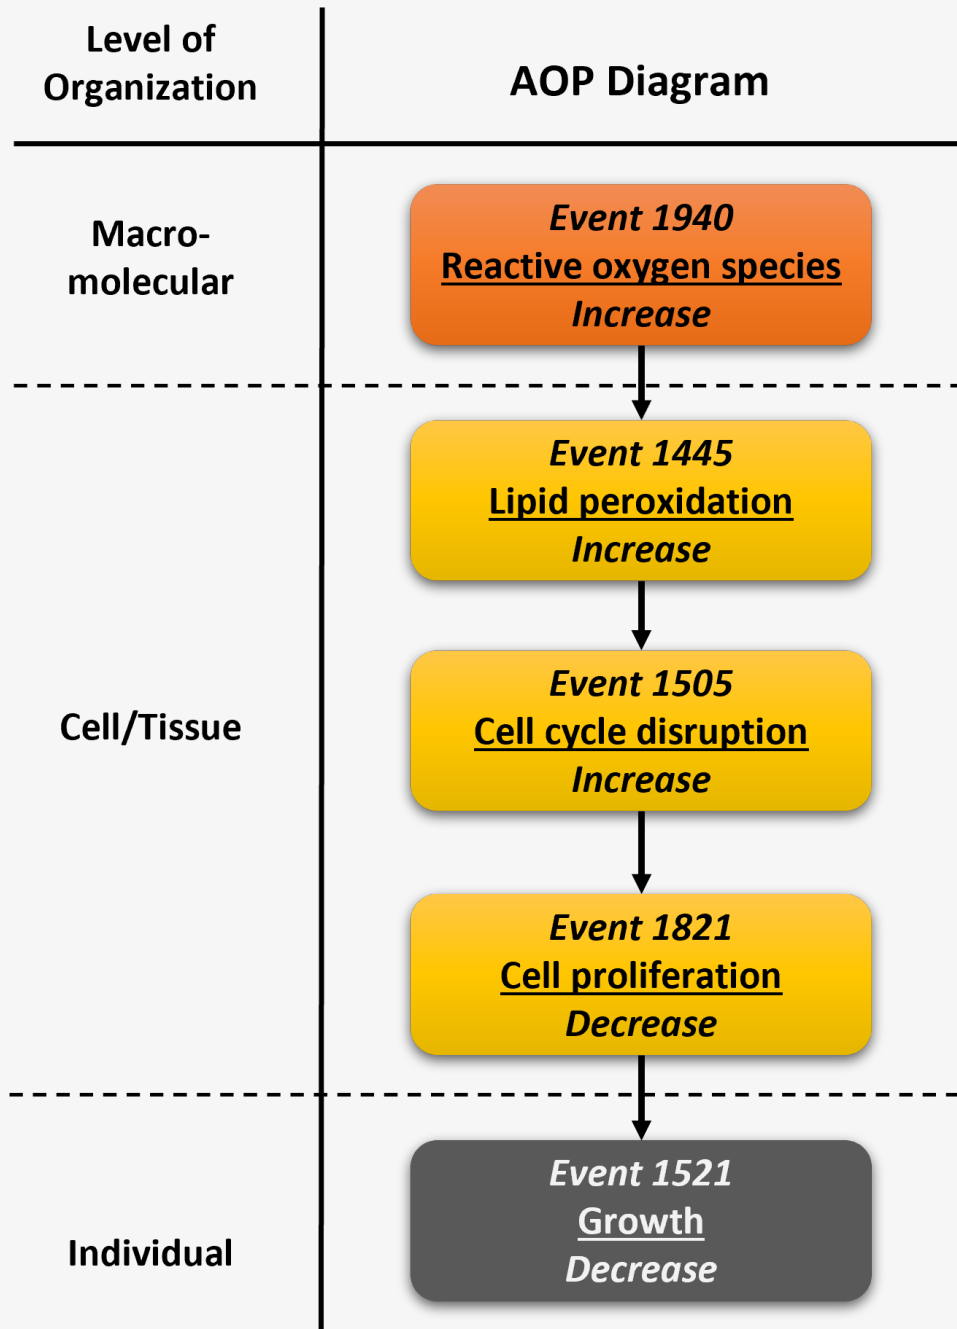 Level of
Organization
AOP Diagram
Macro-
molecular
Event 1940
Reactive oxygen species
Increase
Event 1445
Lipid peroxidation
Increase
Cell/Tissue
Event 1505
Cell cycle disruption
Increase
Event 1821
Cell proliferation
Decrease
Individual
Event 1521
Growth
Decrease